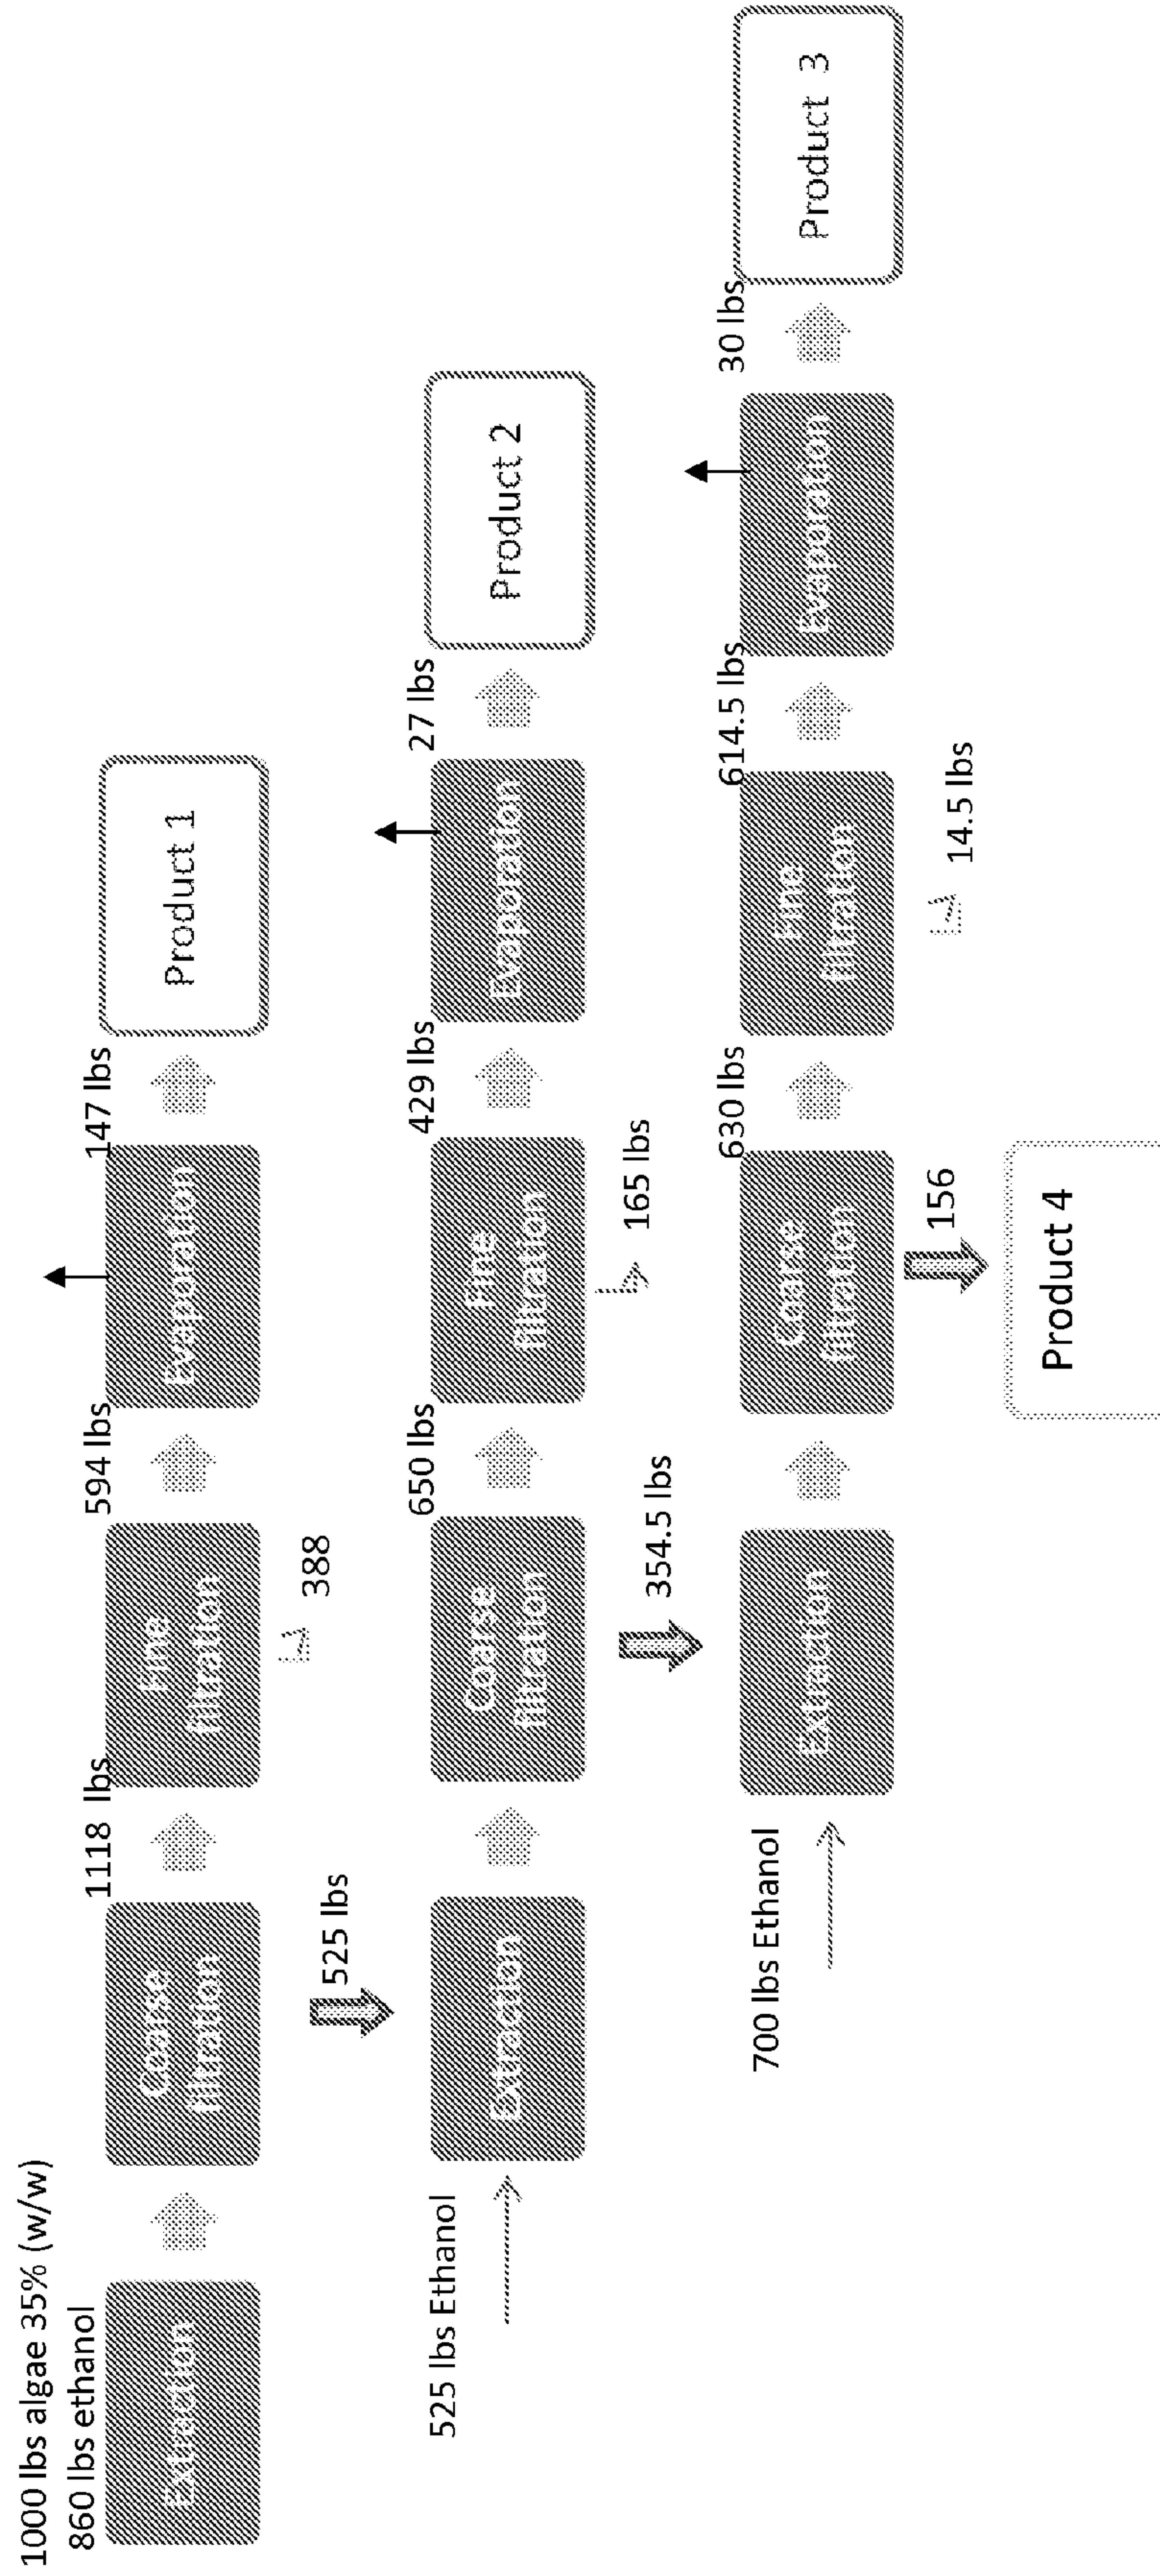 1000 lbs algae 35% (w/w)
860 lbs ethanol
Extraction
Coarse
filtration
1118 lbs
Fine
filtration
388
594 lbs
Evaporation
147 lbs
Product 1
525 lbs
525 lbs Ethanol
Extraction
Coarse
filtration
650 lbs
Fine
filtration
165 lbs
429 lbs
Evaporation
27 lbs
Product 2
354.5 lbs
700 lbs Ethanol
Extraction
Coarse
filtration
630 lbs
Fine
filtration
14.5 lbs
614.5 lbs
Evaporation
30 lbs
Product 3
156
Product 4